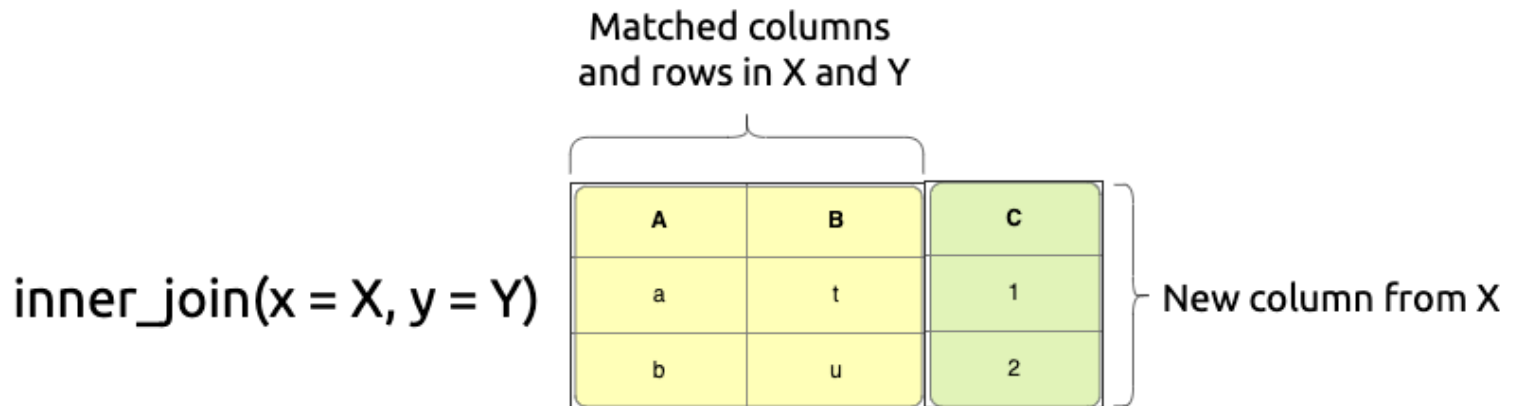 Matched columns
and rows in X and Y
A B C
inner_join(x = X, y = Y)
a t 1
New column from X
b u 2